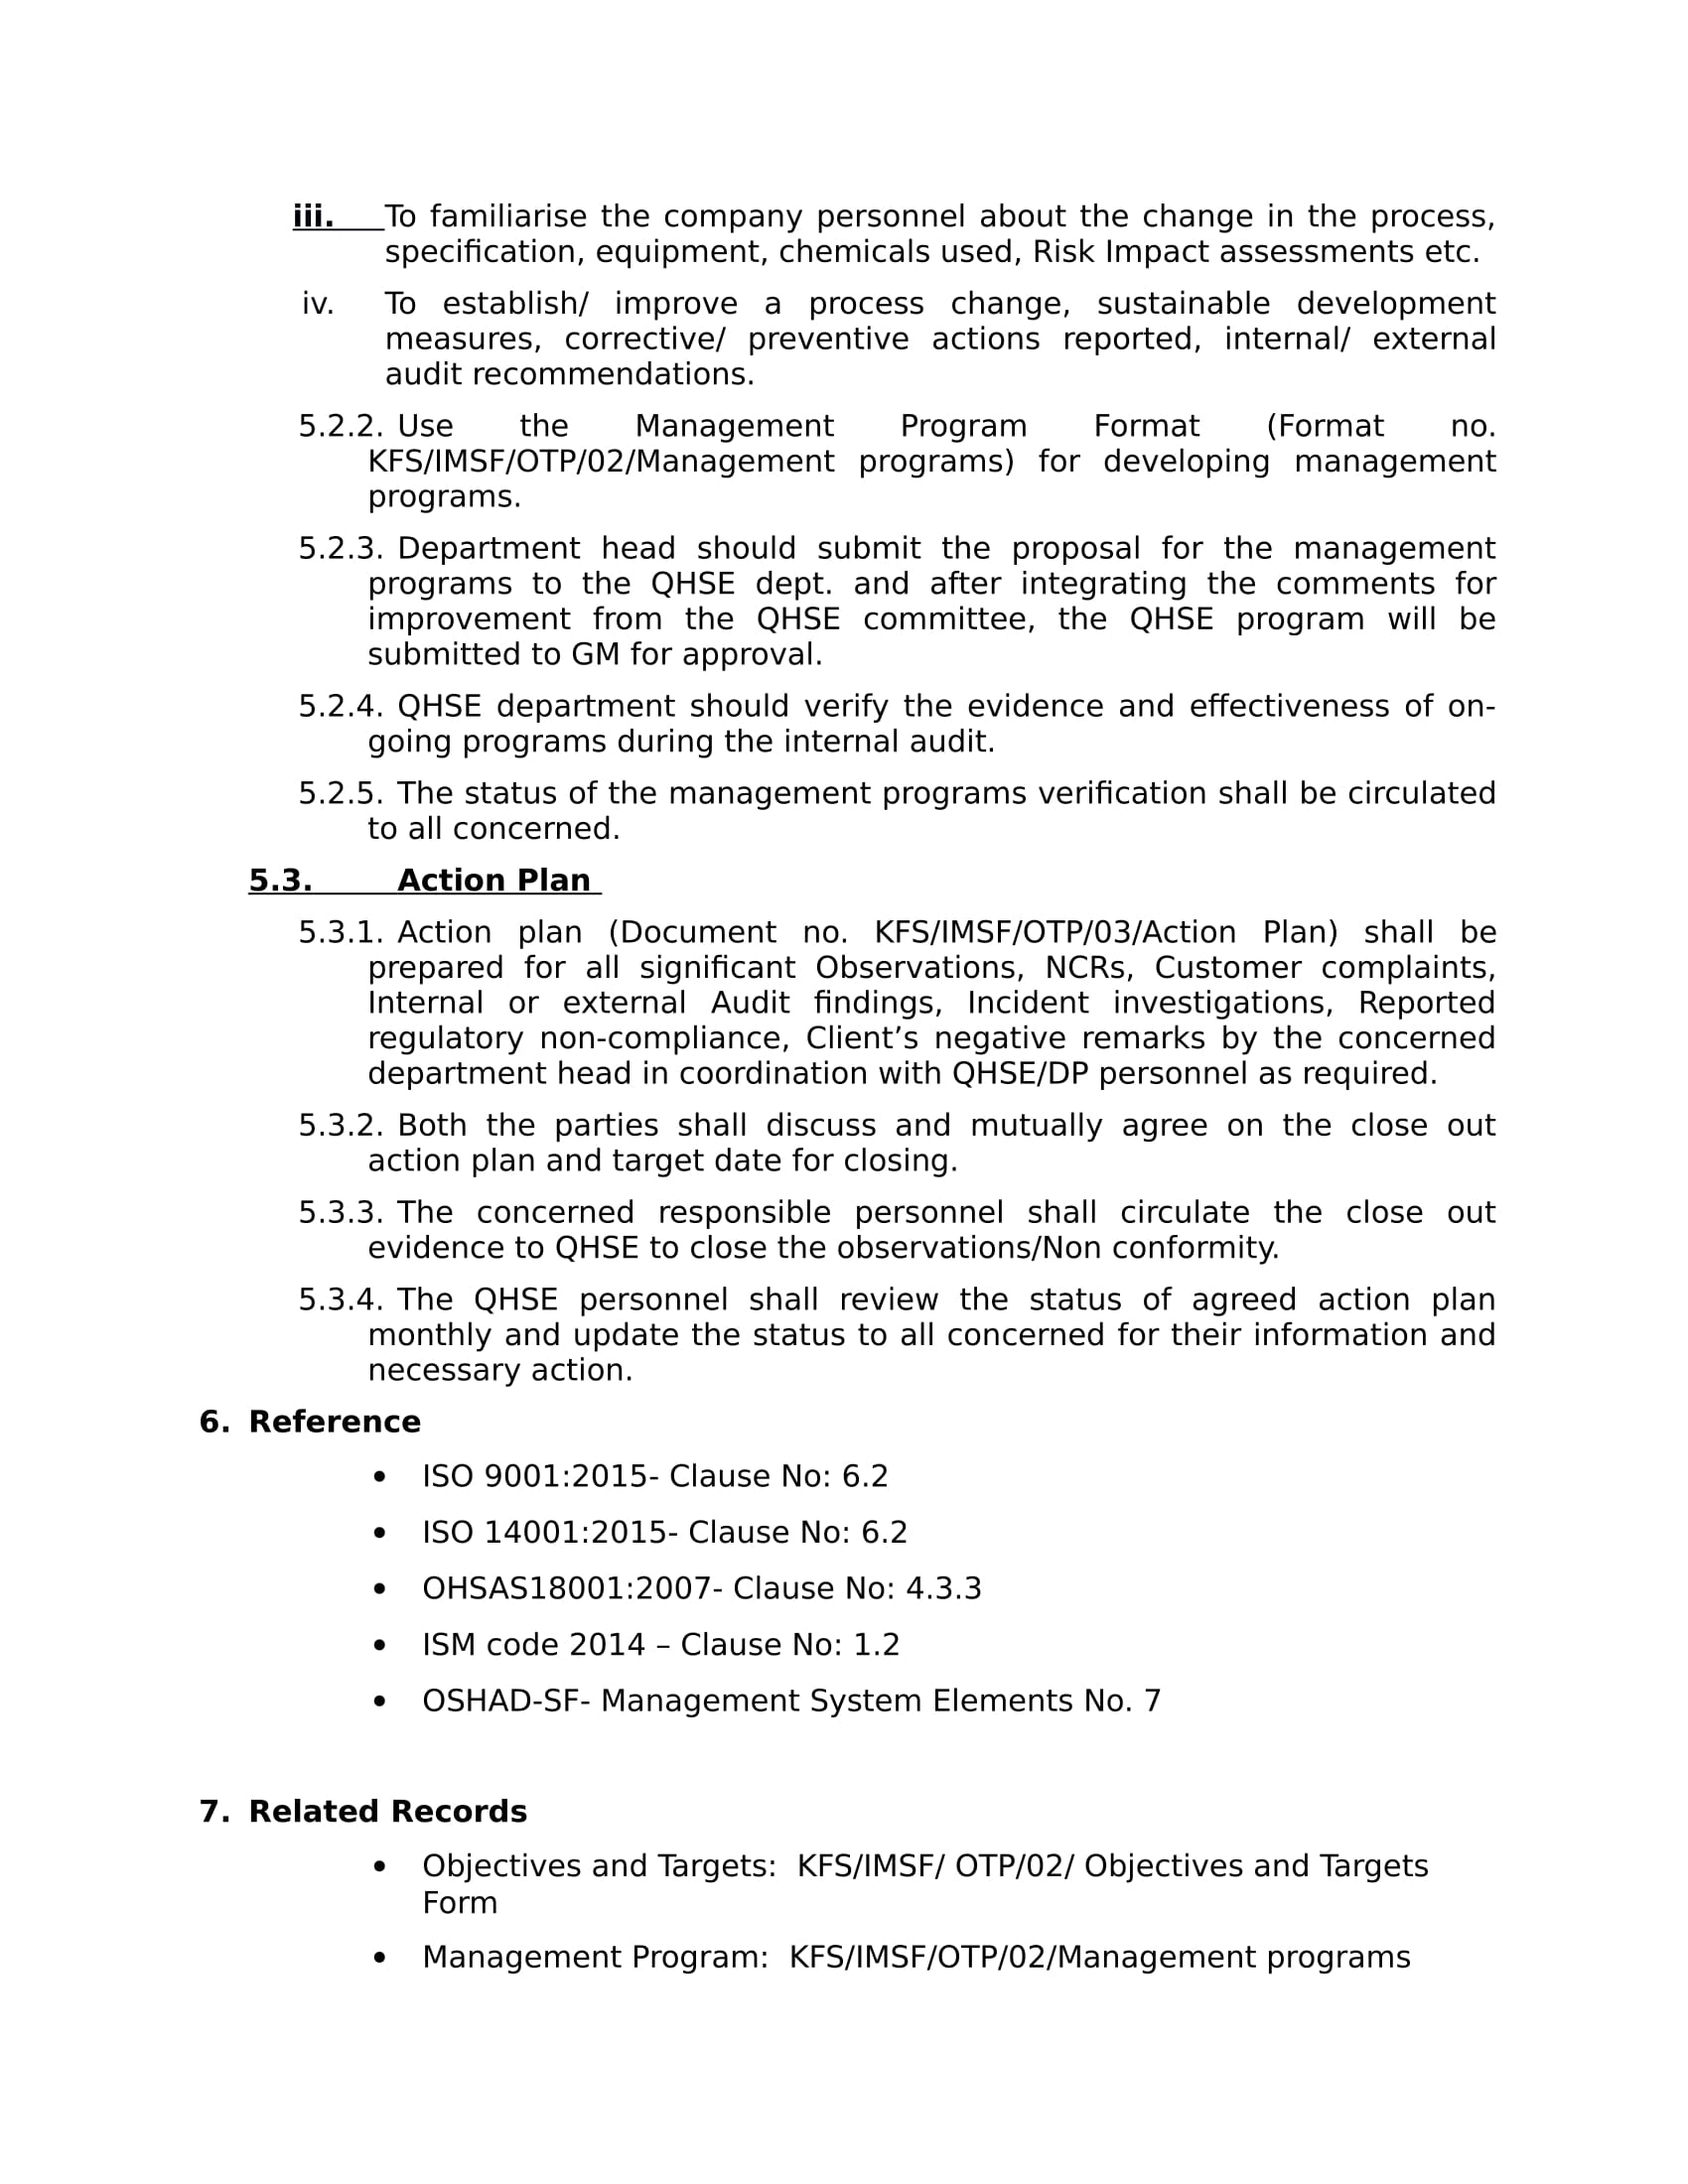 iii. To familiarise the company personnel about the change in the process,
specification, equipment, chemicals used, Risk Impact assessments etc.
iv. To establish/ improve a process change, sustainable development
measures, corrective/ preventive actions reported, internal/ external
audit recommendations.
5.2.2. Use the Management Program Format (Format no.
KFS/IMSF/OTP/02/Management programs) for developing management
programs.
5.2.3. Department head should submit the proposal for the management
programs to the QHSE dept. and after integrating the comments for
improvement from the QHSE committee, the QHSE program will be
submitted to GM for approval.
5.2.4. QHSE department should verify the evidence and effectiveness of on-
going programs during the internal audit.
5.2.5. The status of the management programs verification shall be circulated
to all concerned.
5.3. Action Plan
5.3.1. Action plan (Document no. KFS/IMSF/OTP/03/Action Plan) shall be
prepared for all significant Observations, NCRs, Customer complaints,
Internal or external Audit findings, Incident investigations, Reported
regulatory non-compliance, Client’s negative remarks by the concerned
department head in coordination with QHSE/DP personnel as required.
5.3.2. Both the parties shall discuss and mutually agree on the close out
action plan and target date for closing.
5.3.3. The concerned responsible personnel shall circulate the close out
evidence to QHSE to close the observations/Non conformity.
5.3.4. The QHSE personnel shall review the status of agreed action plan
monthly and update the status to all concerned for their information and
necessary action.
6. Reference
• ISO 9001:2015- Clause No: 6.2
• ISO 14001:2015- Clause No: 6.2
• OHSAS18001:2007- Clause No: 4.3.3
• ISM code 2014 – Clause No: 1.2
• OSHAD-SF- Management System Elements No. 7
7. Related Records
• Objectives and Targets: KFS/IMSF/ OTP/02/ Objectives and Targets
Form
• Management Program: KFS/IMSF/OTP/02/Management programs